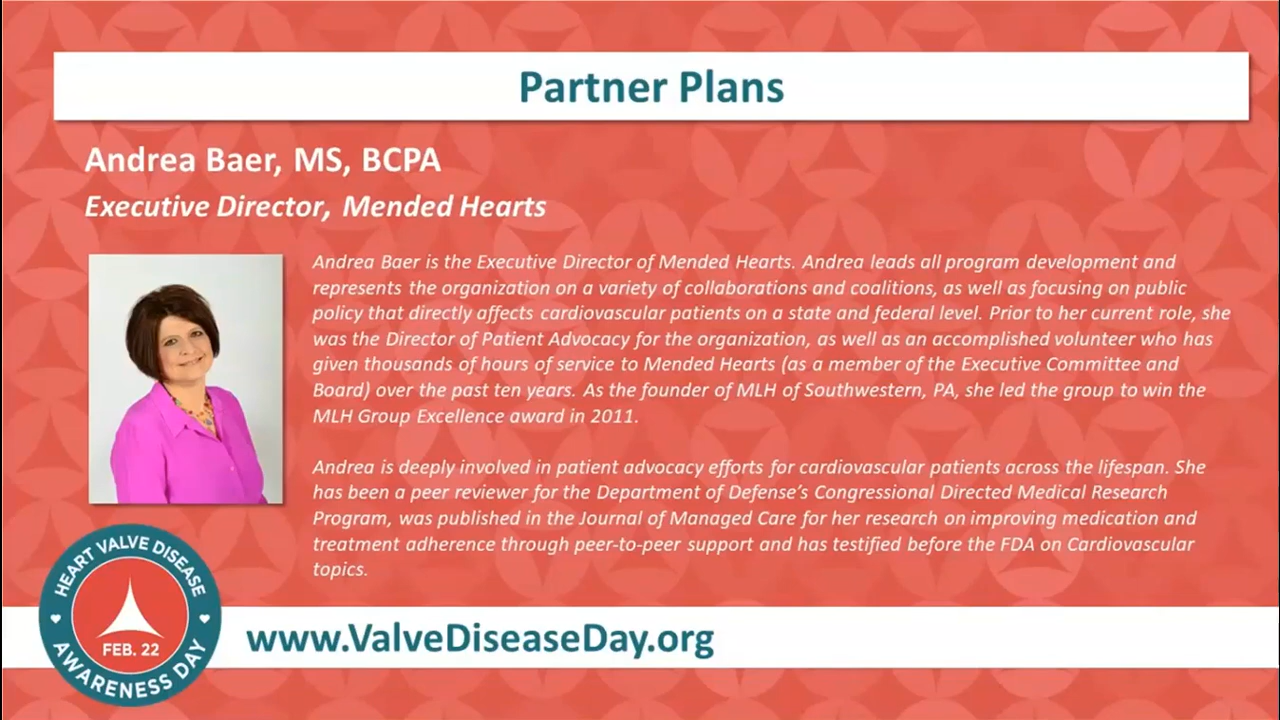 Partner Plans
Andrea Baer, MS, BCPA
Executive Director, Mended Hearts
Andrea Baer is the Executive Director of Mended Hearts. Andrea leads all program development and
represents the organization on a variety of collaborations and coalitions, as well as focusing on public
policy that directly affects cardiovascular patients on a state and federal level. Prior to her current role, she
was the Director of Patient Advocacy for the organization, as well as an accomplished volunteer who has
given thousands of hours of service to Mended Hearts (as a member of the Executive Committee and
Board) over the past ten years. As the founder of MLH of Southwestern, PA, she led the group to win the
MLH Group Excellence award in 2011.
Andrea is deeply involved in patient advocacy efforts for cardiovascular patients across the lifespan. She
has been a peer reviewer for the Department of Defense's Congressional Directed Medical Research
Program, was published in the Journal of Managed Care for her research on improving medication and
treatment adherence through peer-to-peer support and has testified before the FDA on Cardiovascular
topics.
HEART VALVE DISEASE
FEB. 22
AWARENESS DAY
www.ValveDiseaseDay.org